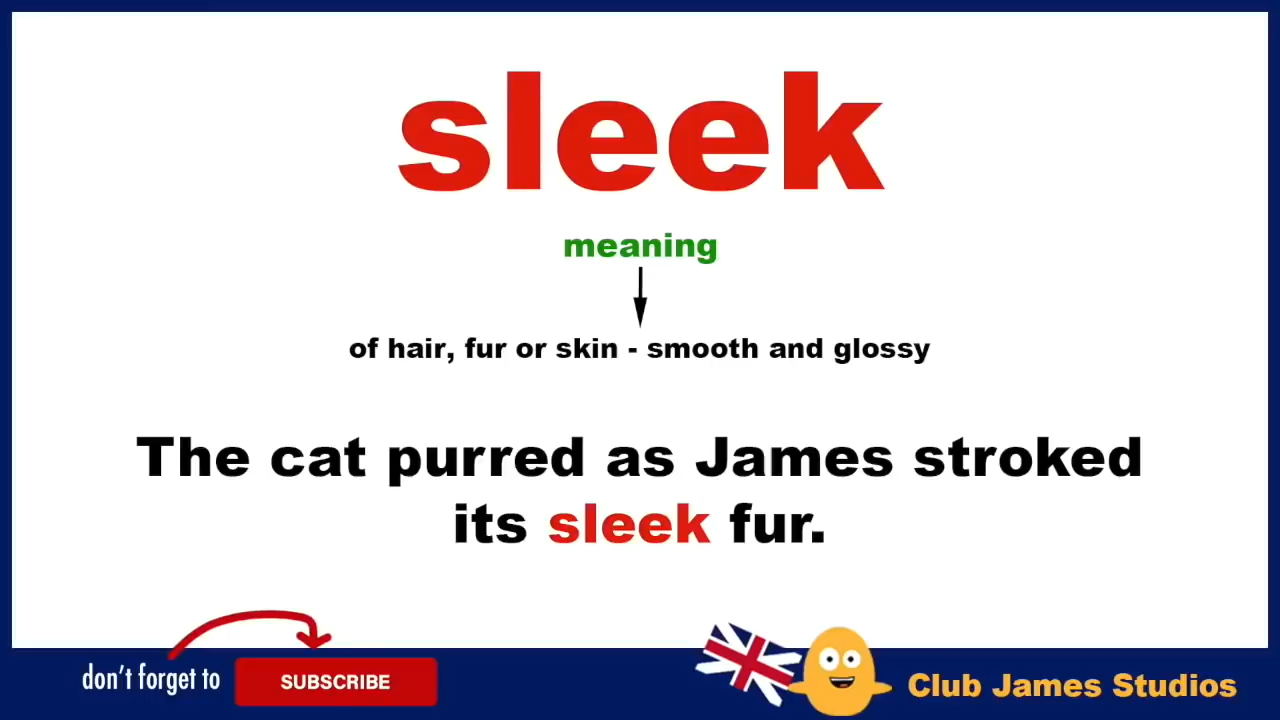 sleek
meaning
of hair, fur or skin - smooth and glossy
The cat purred as James stroked
its sleek fur.
don't forget to
SUBSCRIBE
Club James Studios